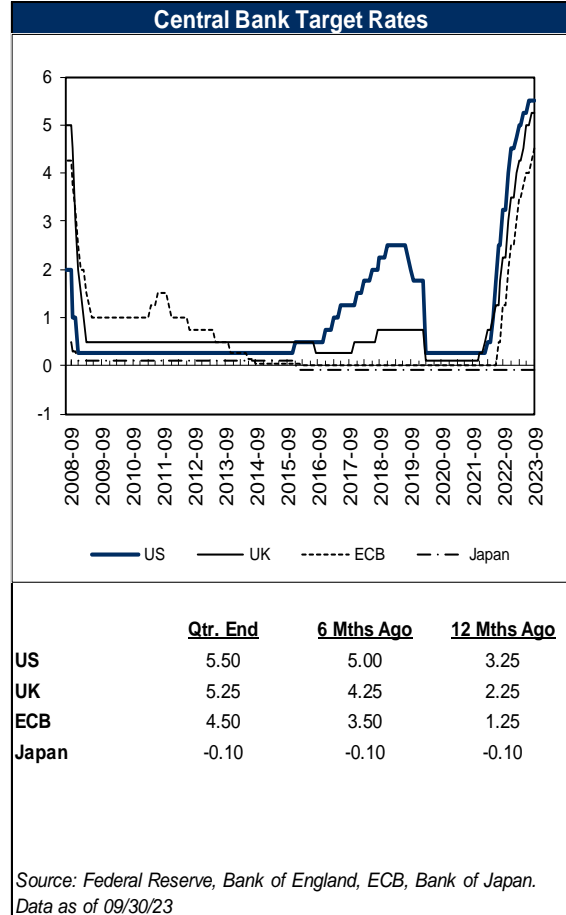 Central Bank Target Rates
6
5
4
3
2
1
0
-1
2008-09
2009-09
2010-09
2011-09
2012-09
2013-09
2014-09
2015-09
2016-09
2017-09
2018-09
2019-09
2020-09
2021-09
2022-09
2023-09
US UK ECB Japan
Qtr. End 6 Mths Ago 12 Mths Ago
US 5.50 5.00 3.25
UK 5.25 4.25 2.25
ECB 4.50 3.50 1.25
Japan -0.10 -0.10 -0.10
Source: Federal Reserve, Bank of England, ECB, Bank of Japan.
Data as of 09/30/23